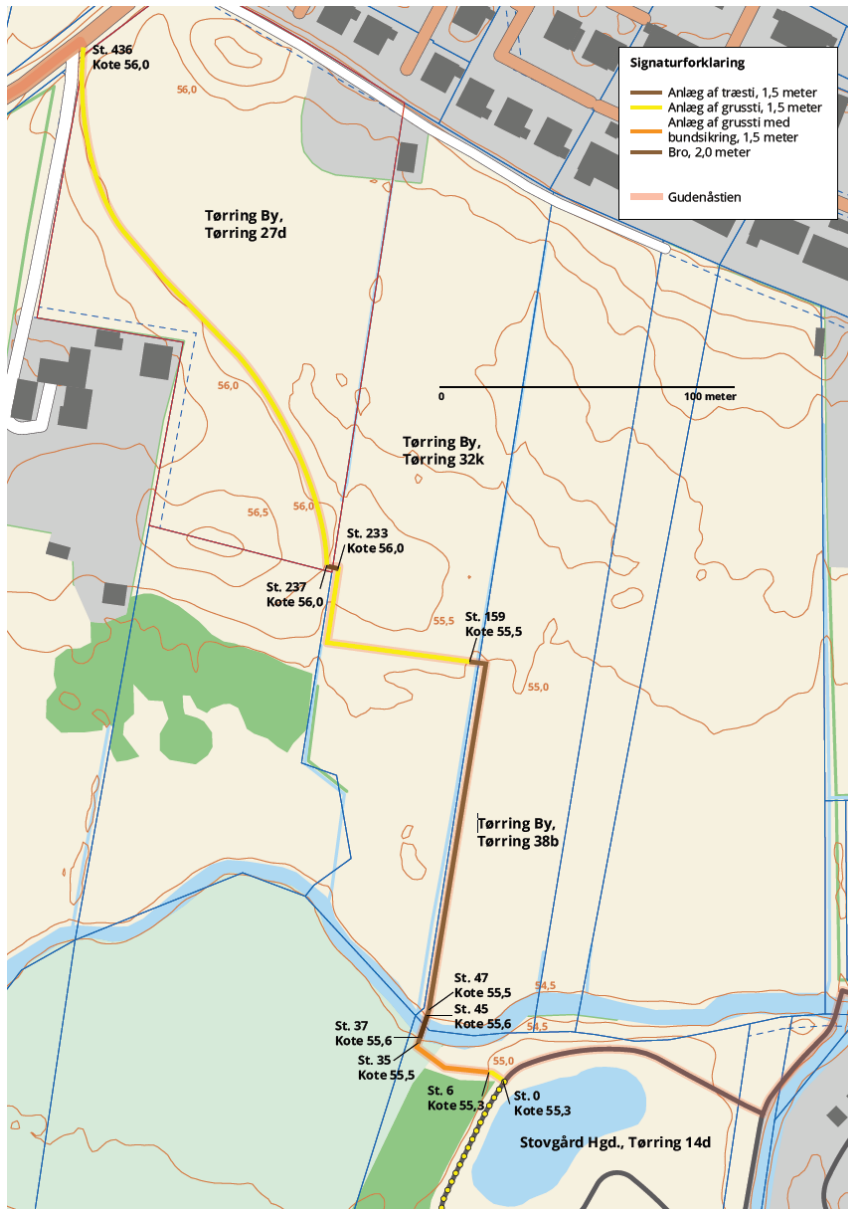 St. 436
Kote 56,0
56,0
Signaturforklaring
Anlæg af træsti, 1,5 meter
Anlæg af grussti, 1,5 meter
Anlæg af grussti med
bundsikring, 1,5 meter
Bro, 2,0 meter
Gudenåstien
Tørring By,
Tørring 27d
56,0
0
100 meter
Tørring By,
Tørring 32k
56,5
56,0
St. 233
Kote 56,0
St. 237
Kote 56,0
55,5
St. 159
Kote 55,5
55,0
Tørring By,
Tørring 38b
St. 47
Kote 55,5
54,5
St. 45
Kote 55,6
54,5
St. 37
Kote 55,6
St. 35
Kote 55,5
55,0
St. 6
Kote 55,3
St. 0
Kote 55,3
Stovgård Hgd., Tørring 14d